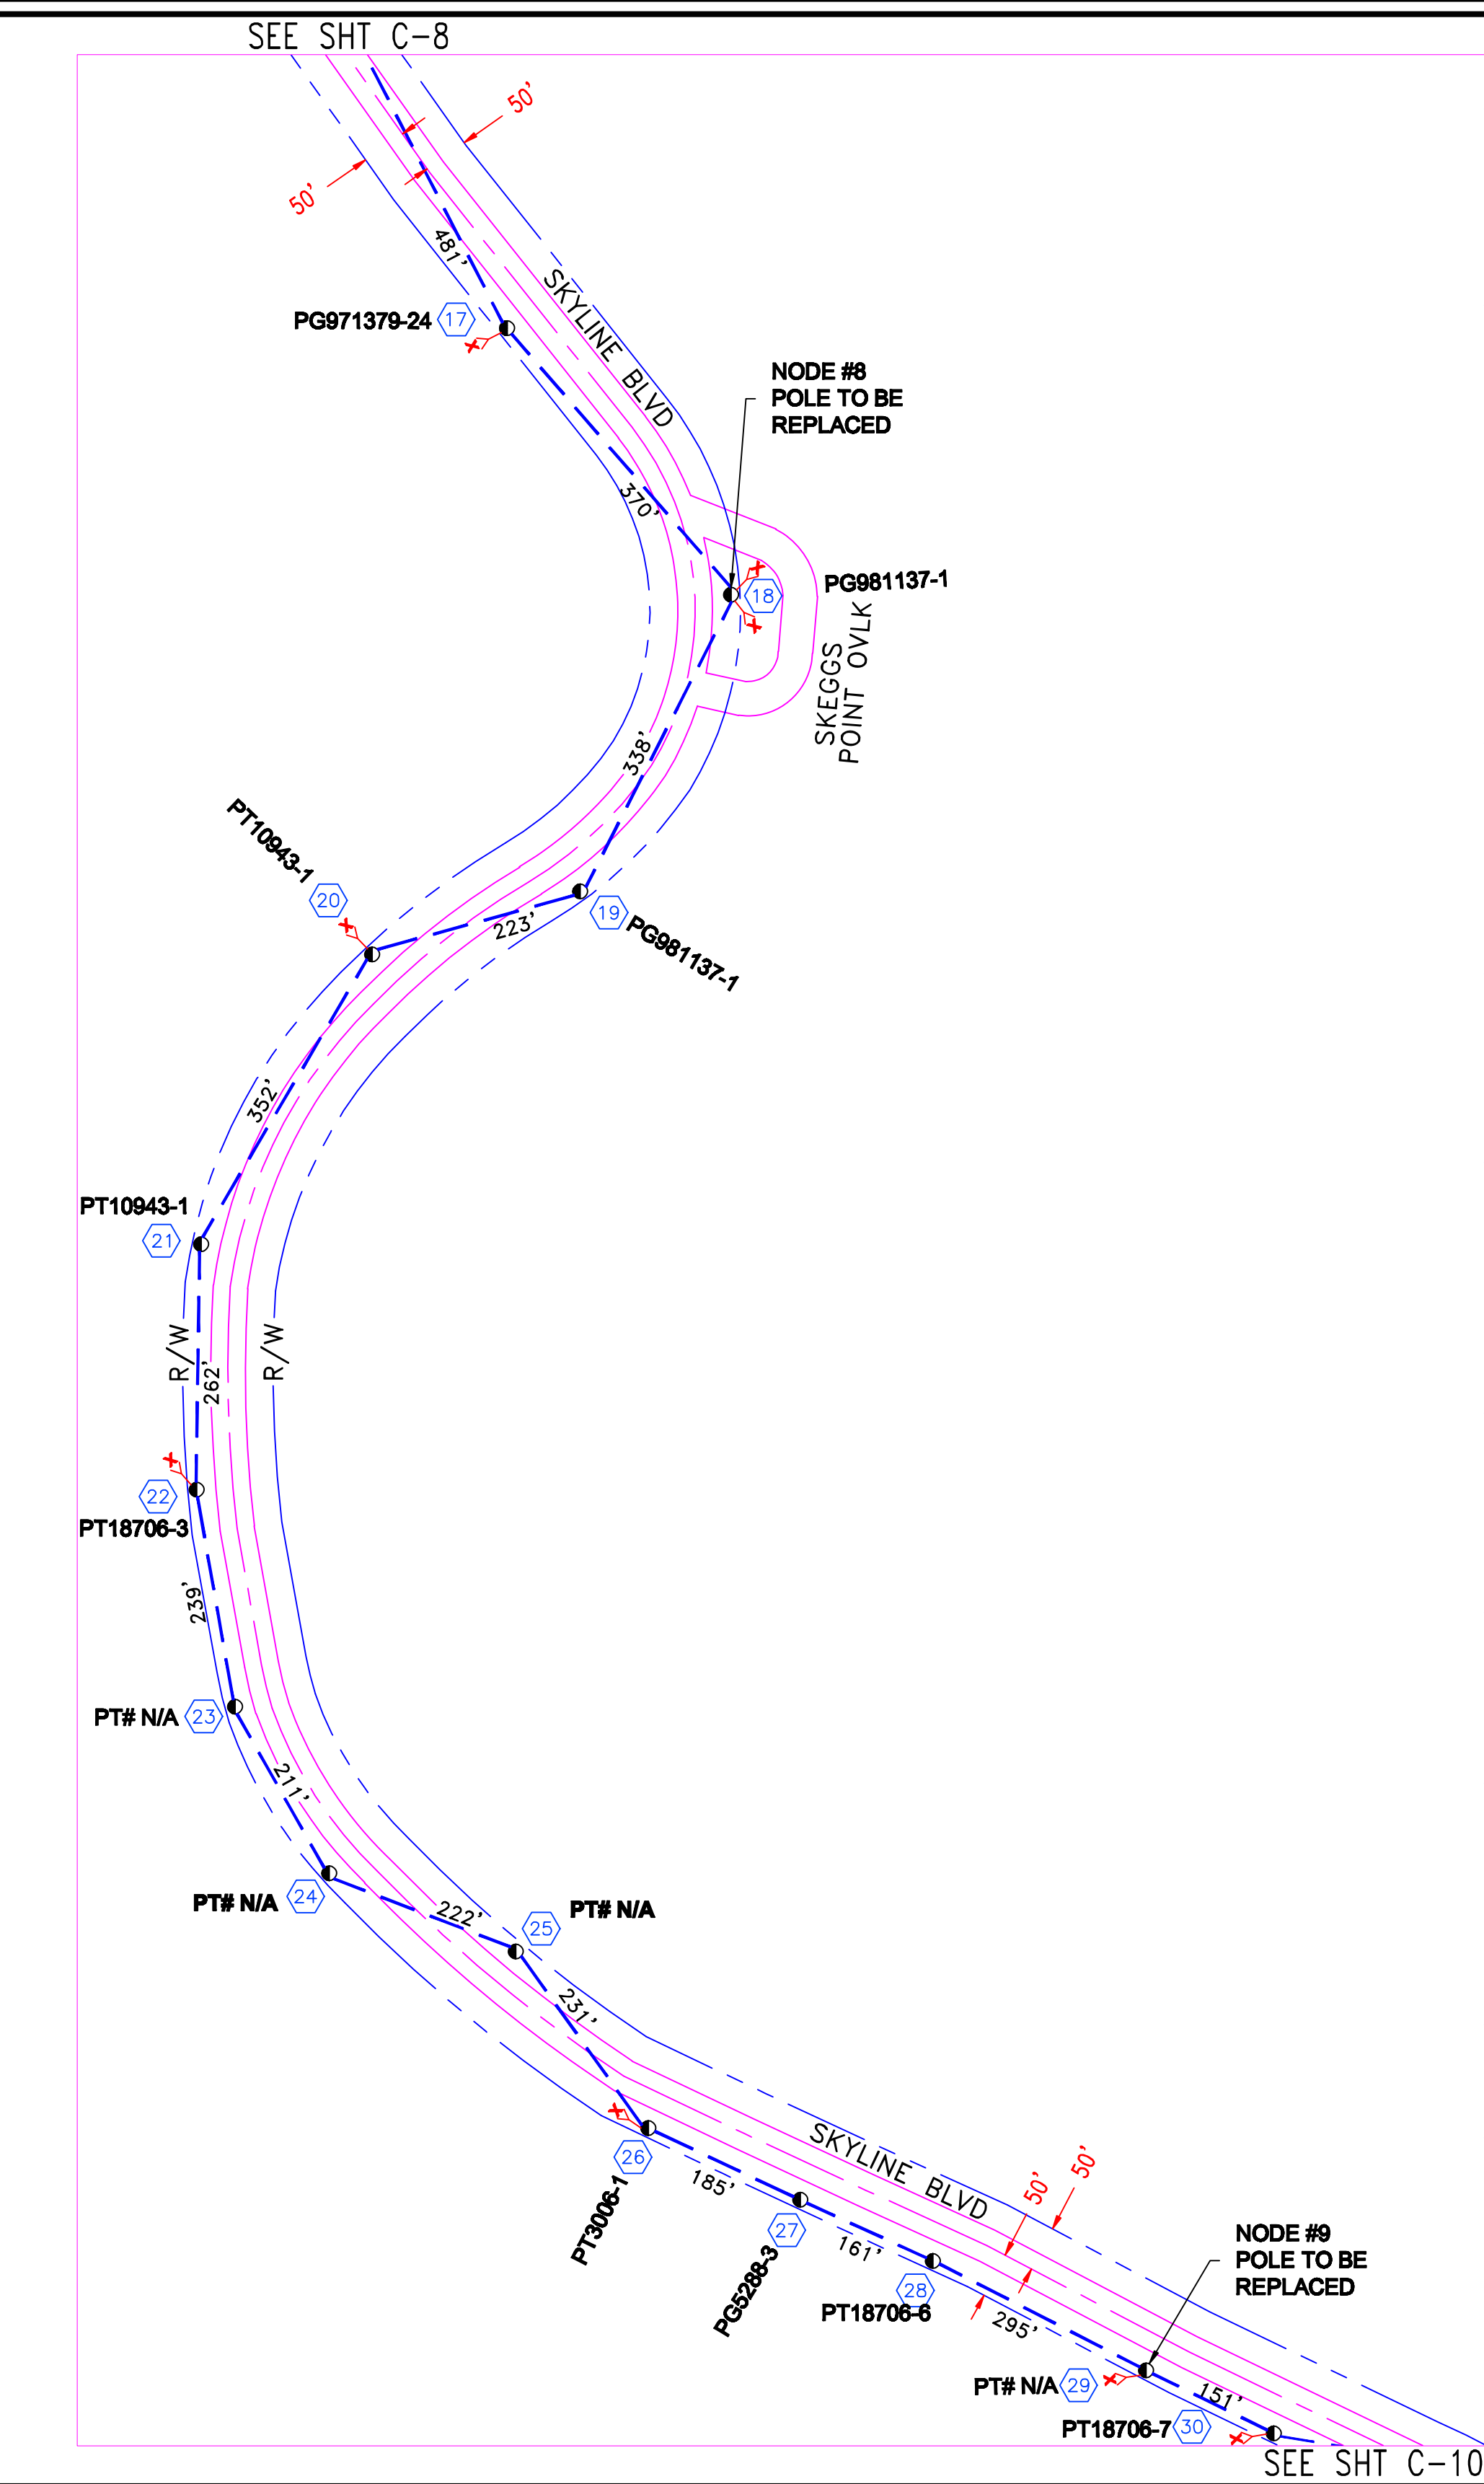 SEE SHT C-8
50'
50'
481'
SKYLINE BLVD
PG971379-24
17
NODE #8
POLE TO BE
REPLACED
370'
PG981137-1
18
SKEGGS
POINT OVLK
338'
PT10943-1
20
19
223'
PG981137-1
352'
PT10943-1
21
R/W
R/W
262'
22
PT18706-3
239'
PT# N/A
23
211'
222'
PT# N/A
24
25
PT# N/A
231'
SKYLINE BLVD
26
185'
50'
50'
PT3006-1
27
161'
PG5288-3
NODE #9
POLE TO BE
REPLACED
28
PT18706-6
295'
PT# N/A
29
151'
PT18706-7
30
SEE SHT C-10